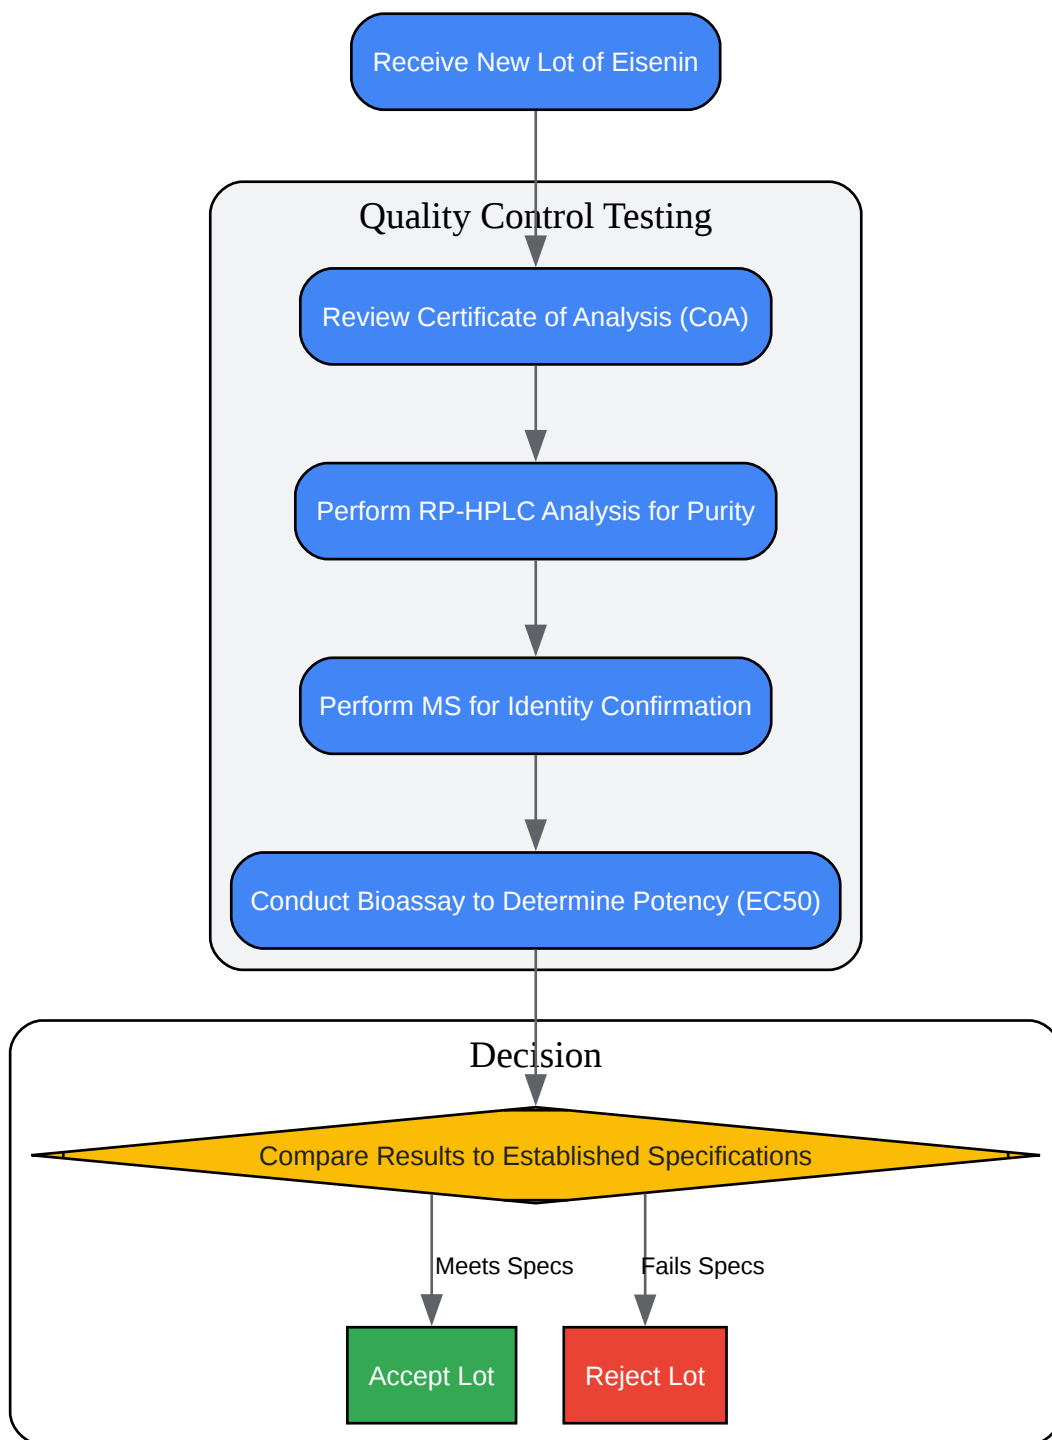 Receive New Lot of Eisenin
Quality Control Testing
Review Certificate of Analysis (CoA)
Perform RP-HPLC Analysis for Purity
Perform MS for Identity Confirmation
Conduct Bioassay to Determine Potency (EC50)
Decision
Compare Results to Established Specifications
Meets Specs
Fails Specs
Accept Lot
Reject Lot